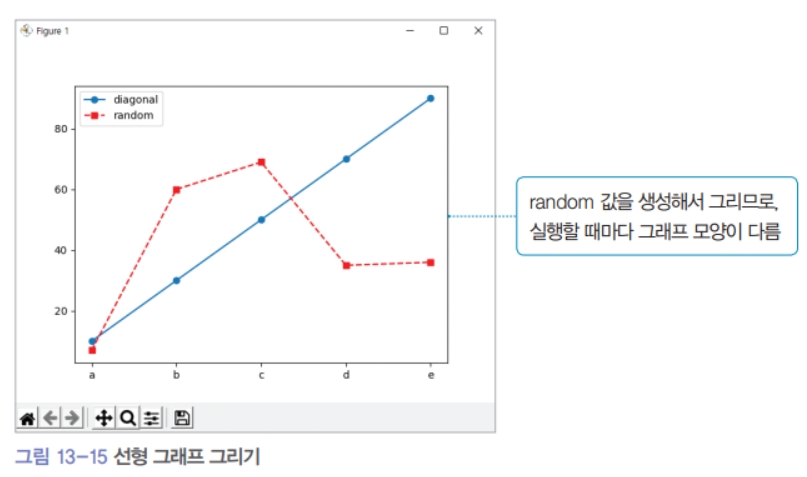 Figure 1
diagonal
random
80
60
40
20
a b c d e
random 값을 생성해서 그리므로,
실행할 때마다 그래프 모양이 다름
그림 13-15 선형 그래프 그리기